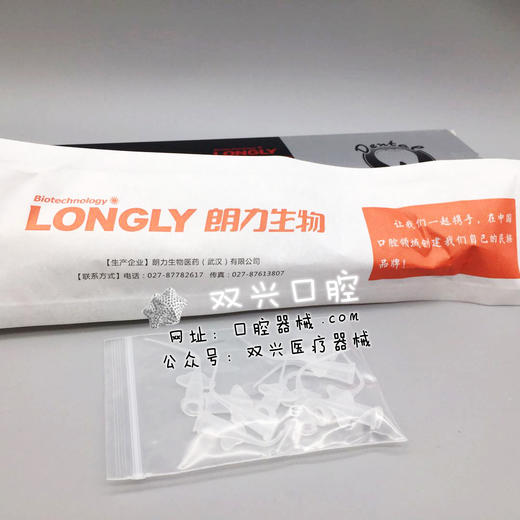 LONGLY
Dental
Biotechnology
LONGLY 朗力生物
【生产企业】朗力生物医药（武汉）有限公司
【联系方式】电话：027-87782617 传真：027-87613807
让我们一起携手，在中国
口腔领域创建我们自己的民族
品牌！
双兴口腔
网址：口腔器械.com
公众号：双兴医疗器械